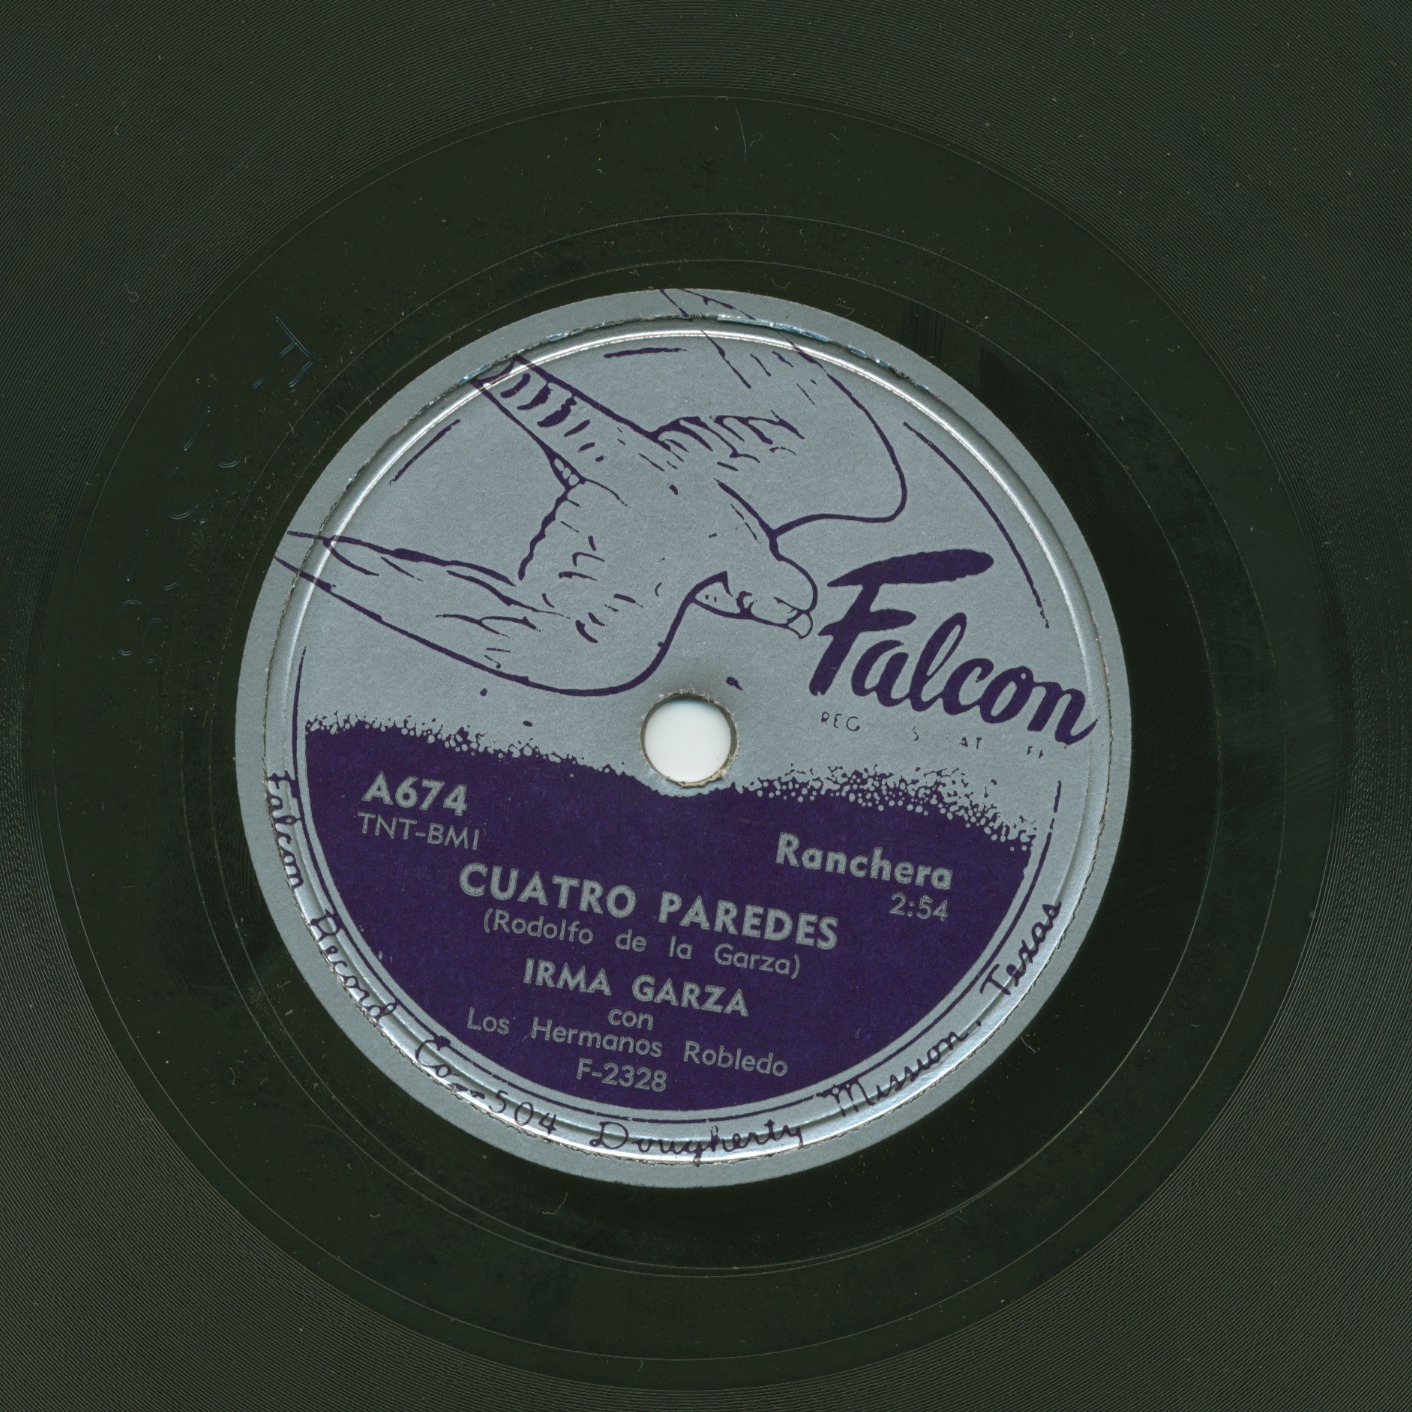 Falcon
REG
A674
TNT-BMI
Ranchera
2:54
CUATRO PAREDES
(Rodolfo de la Garza)
IRMA GARZA
con
Los Hermanos Robledo
F-2328
Falcon Record Co.-504 Dougherty Mission, Texas